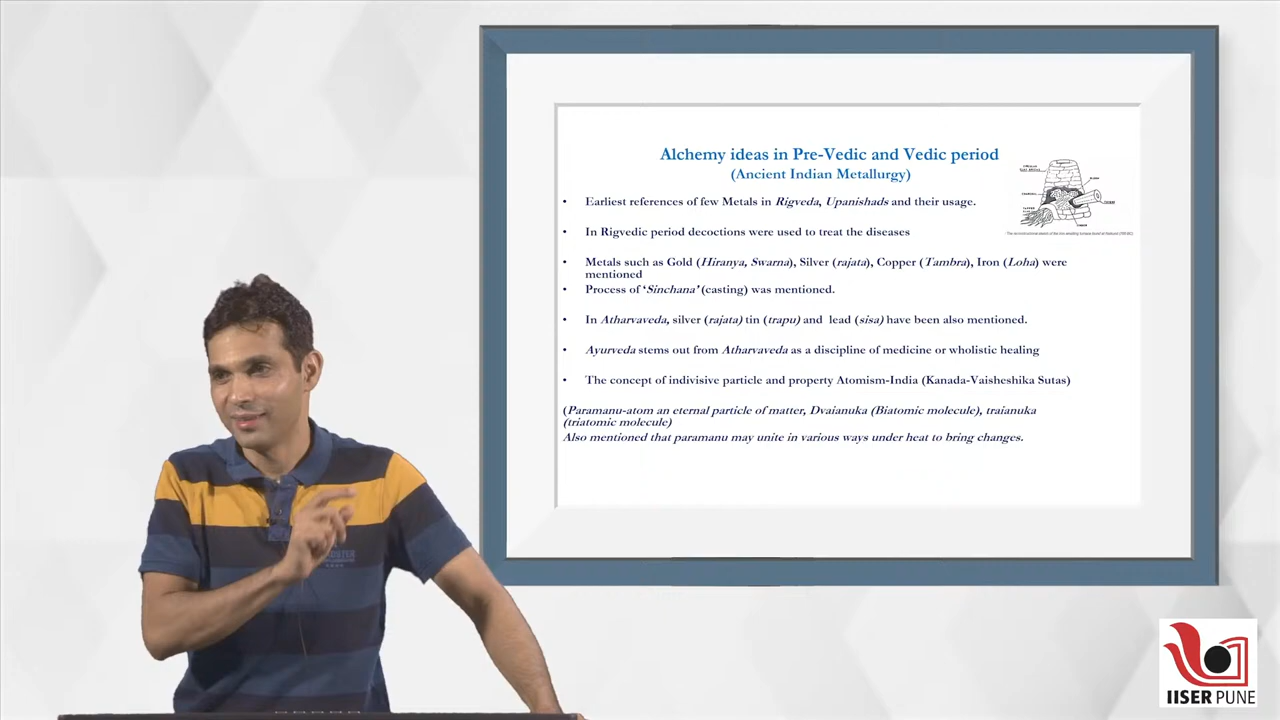 Alchemy ideas in Pre-Vedic and Vedic period
(Ancient Indian Metallurgy)
• Earliest references of few Metals in Rigveda, Upanishads and their usage.
• In Rigvedic period decoctions were used to treat the diseases
• Metals such as Gold (Hiranya, Swarna), Silver (rajata), Copper (Tambra), Iron (Loha) were
mentioned
• Process of ‘Sinchana’ (casting) was mentioned.
• In Atharvaveda, silver (rajata) tin (trapu) and lead (sisa) have been also mentioned.
• Ayurveda stems out from Atharvaveda as a discipline of medicine or wholistic healing
• The concept of indivisive particle and property Atomism-India (Kanada-Vaisheshika Sutas)
(Paramanu-atom an eternal particle of matter, Dvaianuka (Biatomic molecule), traianuka
(triatomic molecule)
Also mentioned that paramanu may unite in various ways under heat to bring changes.
IISER PUNE